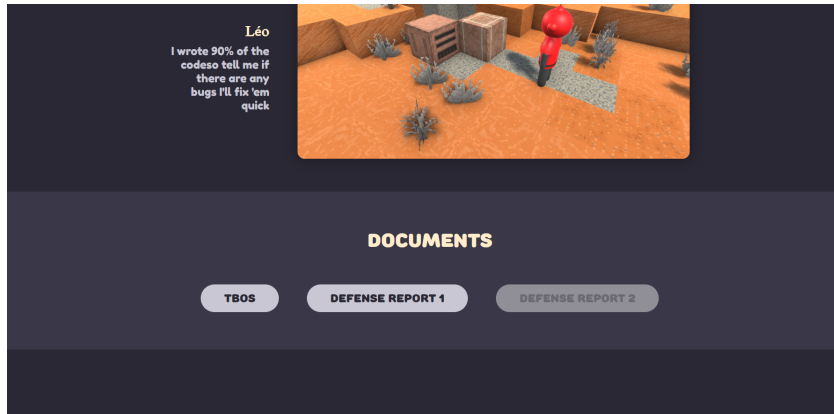 Léo
I wrote 90% of the
codeso tell me if
there are any
bugs I'll fix 'em
quick
DOCUMENTS
TBOS
DEFENSE REPORT 1
DEFENSE REPORT 2